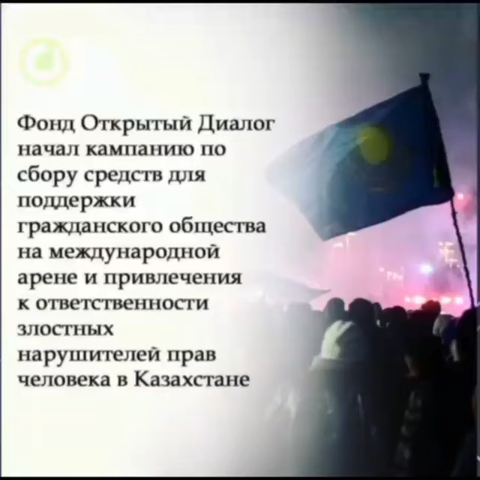 Фонд Открытый Диалог
начал кампанию по
сбору средств для
поддержки
гражданского общества
на международной
арене и привлечения
к ответственности
злостных
нарушителей прав
человека в Казахстане